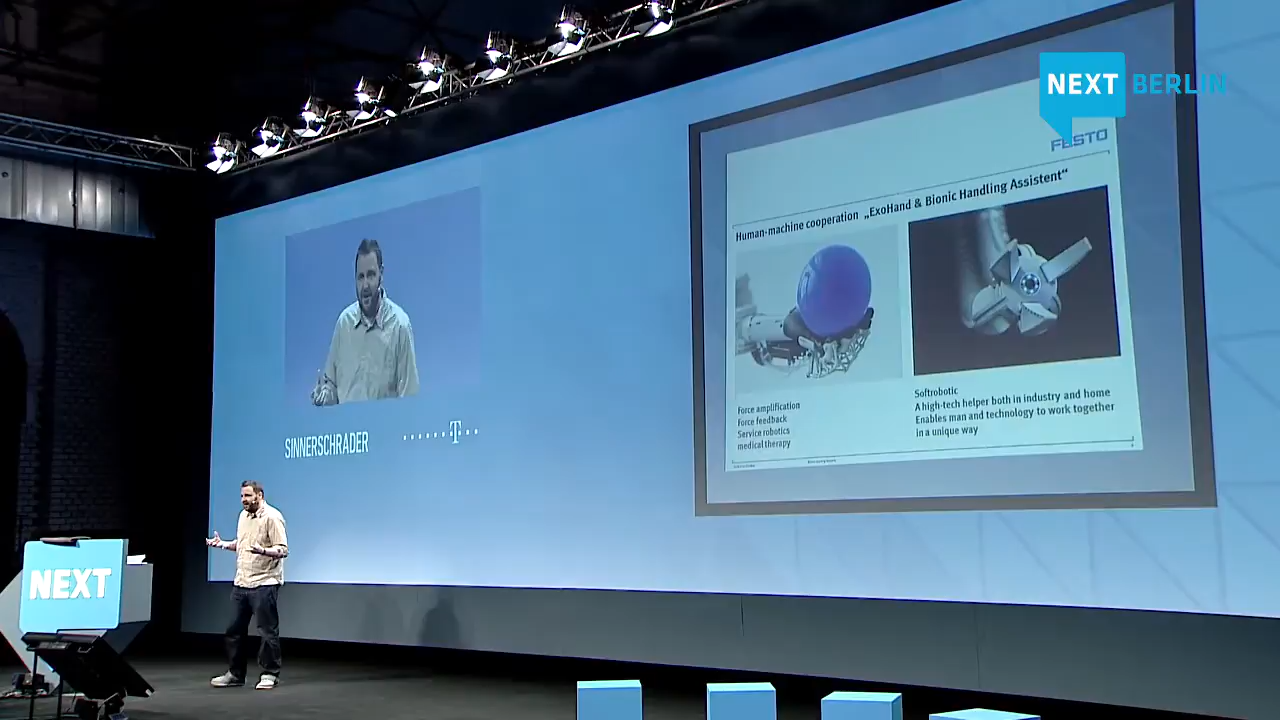 NEXT BERLIN
FESTO
Human-machine cooperation „ExoHand & Bionic Handling Assistent“
Force amplification
Force feedback
Service robotics
medical therapy
Softrobotic
A high-tech helper both in industry and home
Enables man and technology to work together
in a unique way
SINNERSCHRADER
T
NEXT